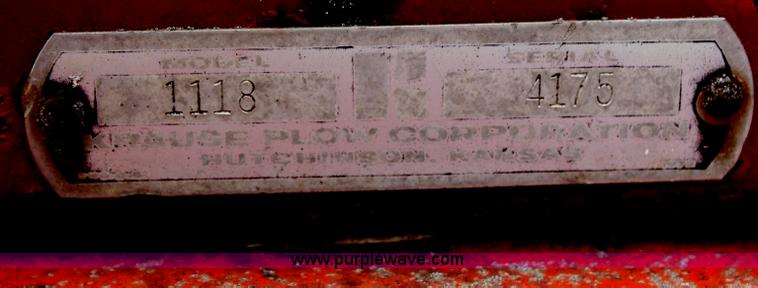 MODEL SERIAL
1118 4175
KRAUSE PLOW CORPORATION
HUTCHINSON, KANSAS
www.purplewave.com